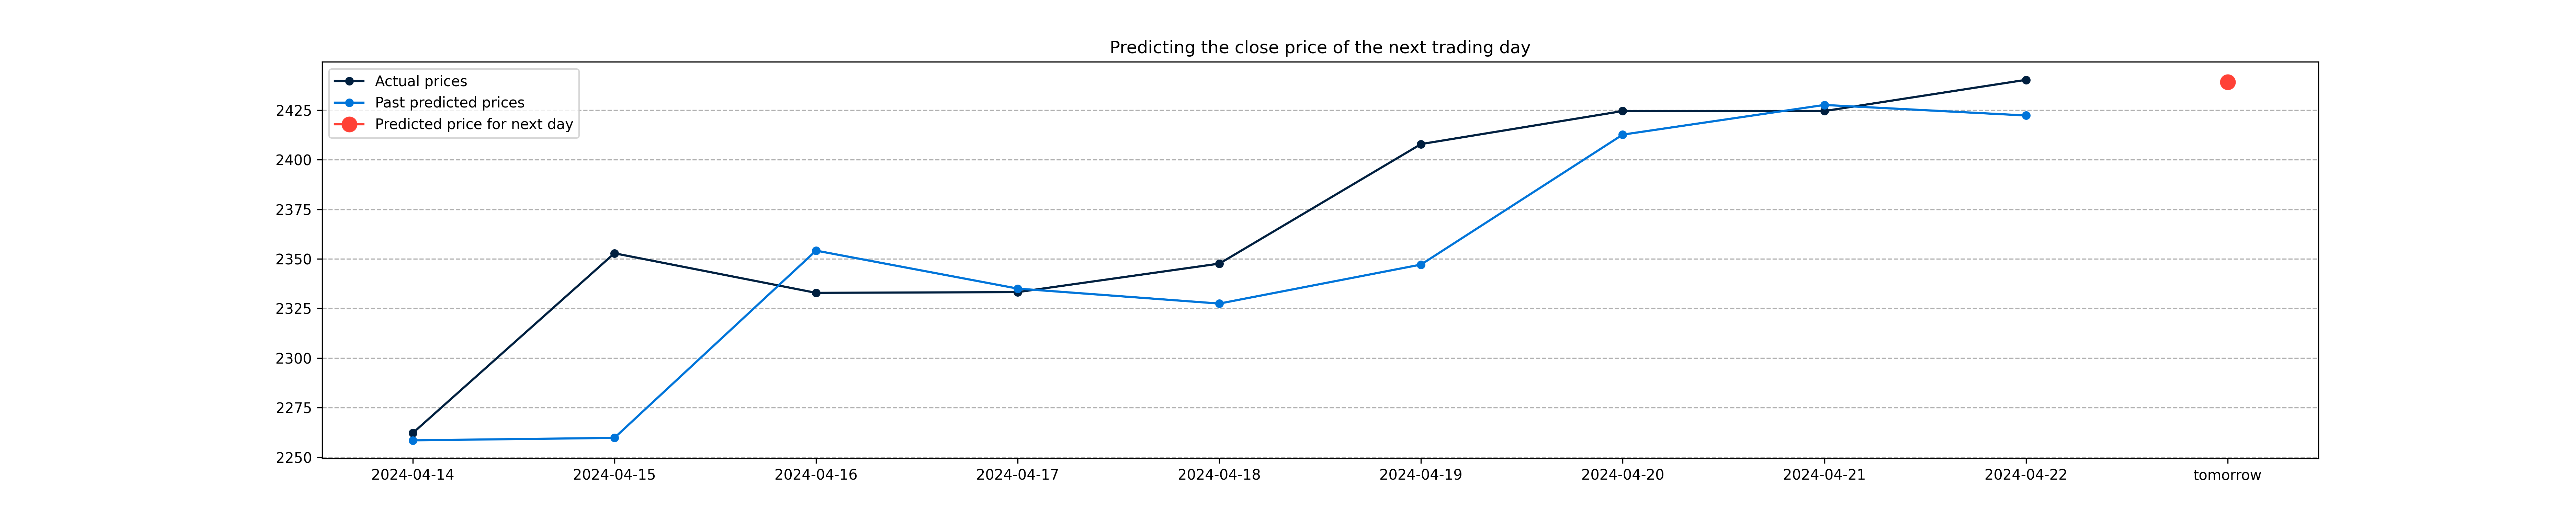 Predicting the close price of the next trading day
Actual prices
Past predicted prices
Predicted price for next day
2425
2400
2375
2350
2325
2300
2275
2250
2024-04-14 2024-04-15 2024-04-16 2024-04-17 2024-04-18 2024-04-19 2024-04-20 2024-04-21 2024-04-22 tomorrow